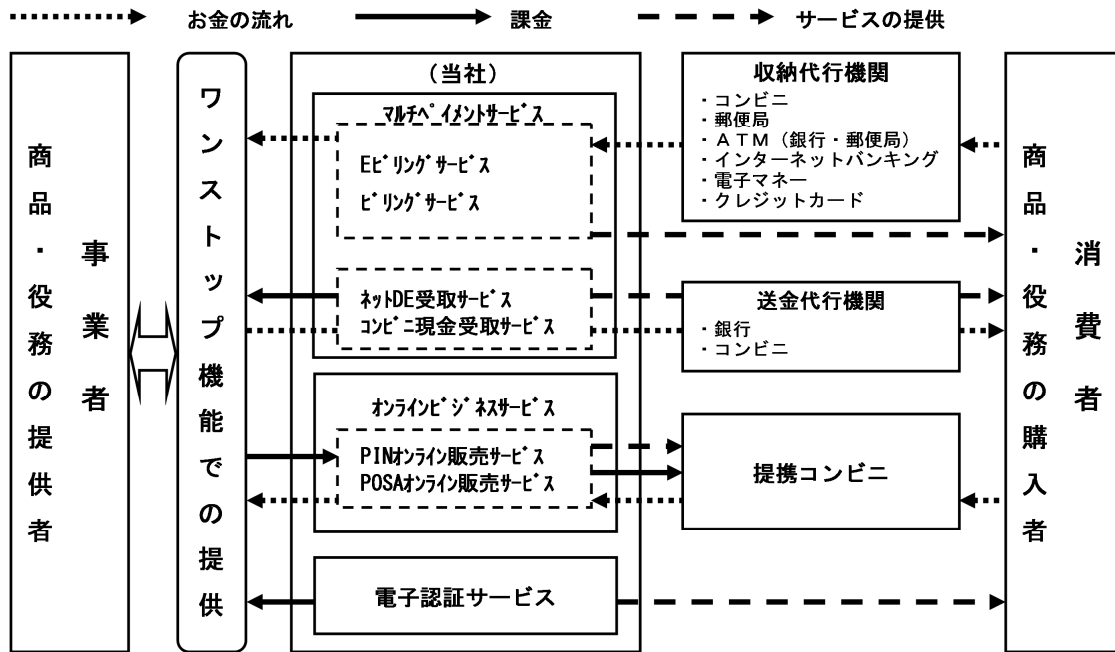 お金の流れ
課金
サービスの提供
商品・役務の提供者
事業者
ワンストップ機能での提供
(当社)
ﾏﾙﾁﾍﾟｲﾒﾝﾄｻｰﾋﾞｽ
Eﾋﾞﾘﾝｸﾞｻｰﾋﾞｽ
ﾋﾞﾘﾝｸﾞｻｰﾋﾞｽ
ﾈｯﾄDE受取ｻｰﾋﾞｽ
ｺﾝﾋﾞﾆ現金受取ｻｰﾋﾞｽ
ｵﾝﾗｲﾝﾋﾞｼﾞﾈｽｻｰﾋﾞｽ
PINｵﾝﾗｲﾝ販売ｻｰﾋﾞｽ
POSAｵﾝﾗｲﾝ販売ｻｰﾋﾞｽ
電子認証サービス
収納代行機関
・コンビニ
・郵便局
・ＡＴＭ（銀行・郵便局）
・インターネットバンキング
・電子マネー
・クレジットカード
送金代行機関
・銀行
・コンビニ
提携コンビニ
商品・役務の購入者
消費者